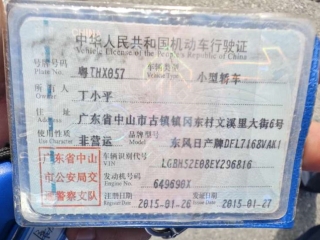 中华人民共和国机动车行驶证
Vehicle License of the People's Republic of China
号牌号码 粤THX057 车辆类型 小型轿车
Plate No. Vehicle Type
所有人 丁小平
Owner
住址 广东省中山市古镇镇冈东村文溪里大街6号
Address
使用性质 非营运 品牌型号 东风日产牌DFL7168VAK1
Use Character Model
广东省中山 车辆识别代号
VIN
市公安局交 发动机号码
Engine No.
通警察支队 注册日期 2015-01-26 发证日期 2015-01-27
Register Date Issue Date